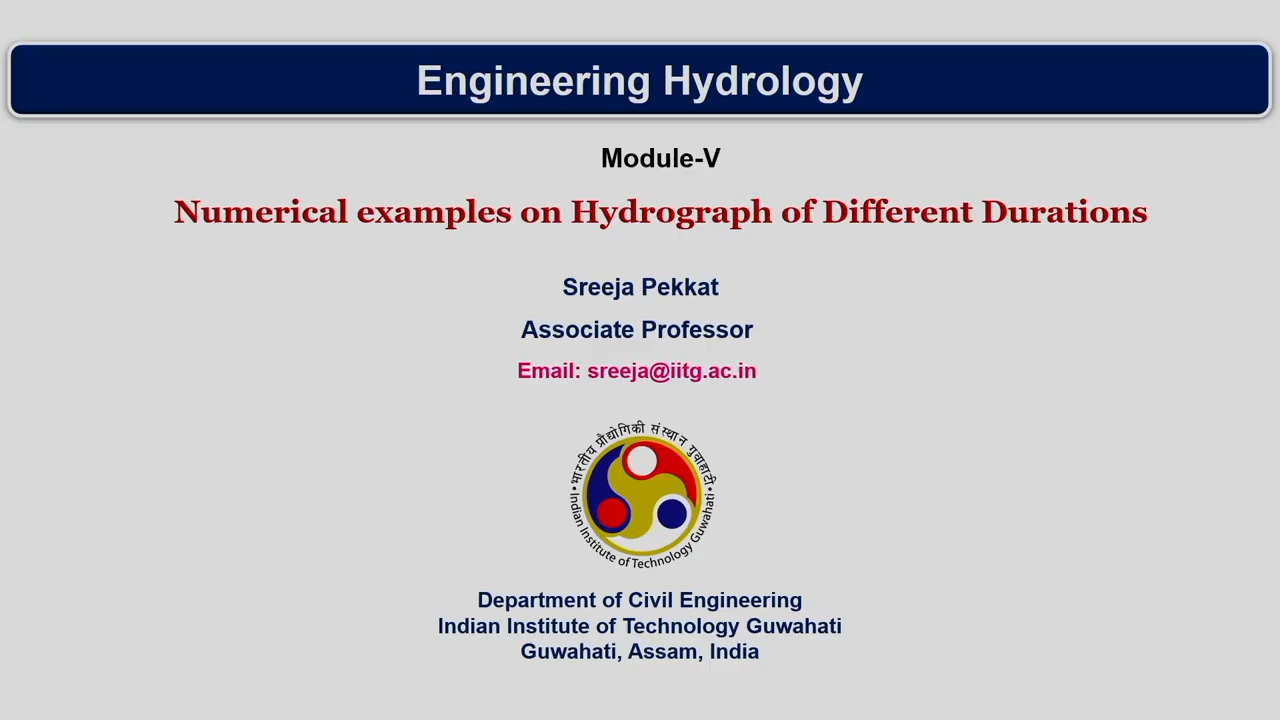 Engineering Hydrology
Module-V
Numerical examples on Hydrograph of Different Durations
Sreeja Pekkat
Associate Professor
Email: sreeja@iitg.ac.in
भारतीय प्रौद्योगिकी संस्थान गुवाहाटी
Indian Institute of Technology Guwahati
Department of Civil Engineering
Indian Institute of Technology Guwahati
Guwahati, Assam, India